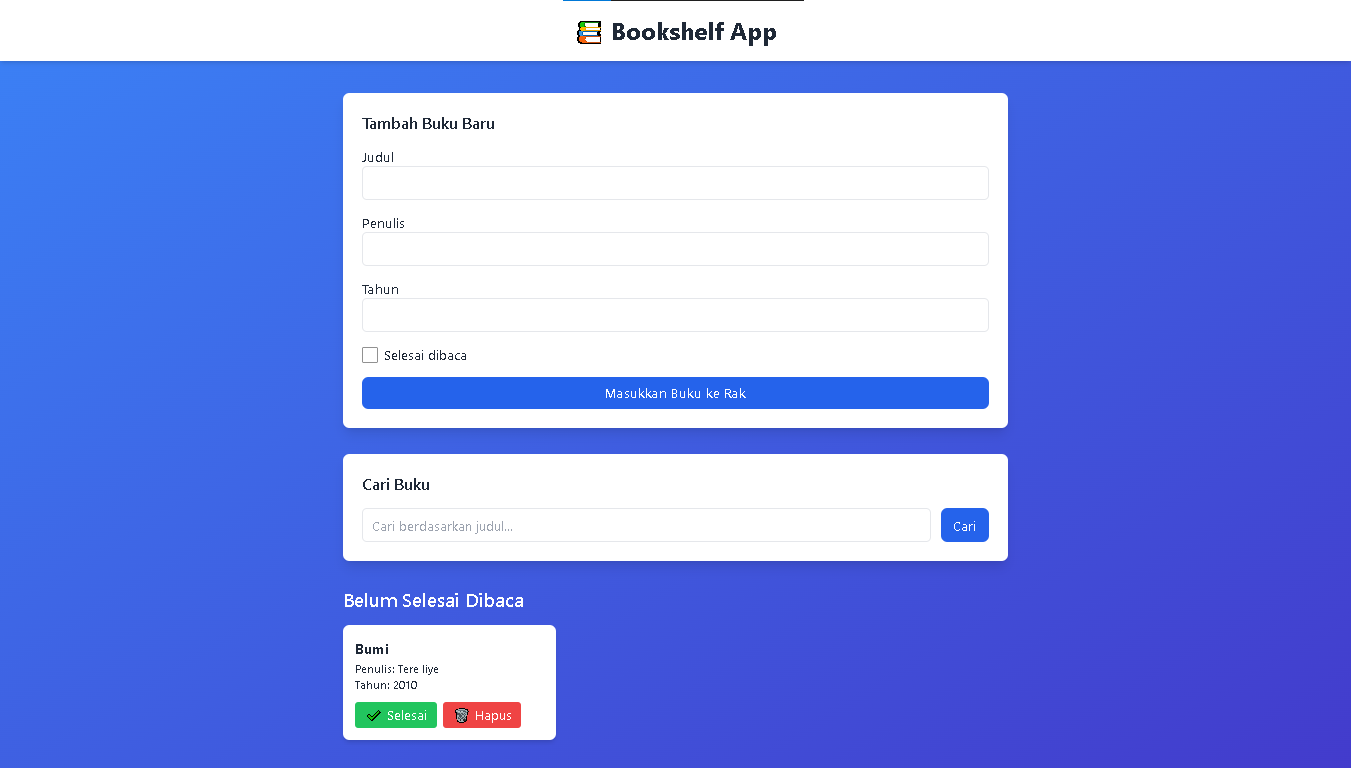 Bookshelf App
Tambah Buku Baru
Judul
Penulis
Tahun
Selesai dibaca
Masukkan Buku ke Rak
Cari Buku
Cari berdasarkan judul...
Cari
Belum Selesai Dibaca
Bumi
Penulis: Tere liye
Tahun: 2010
Selesai
Hapus